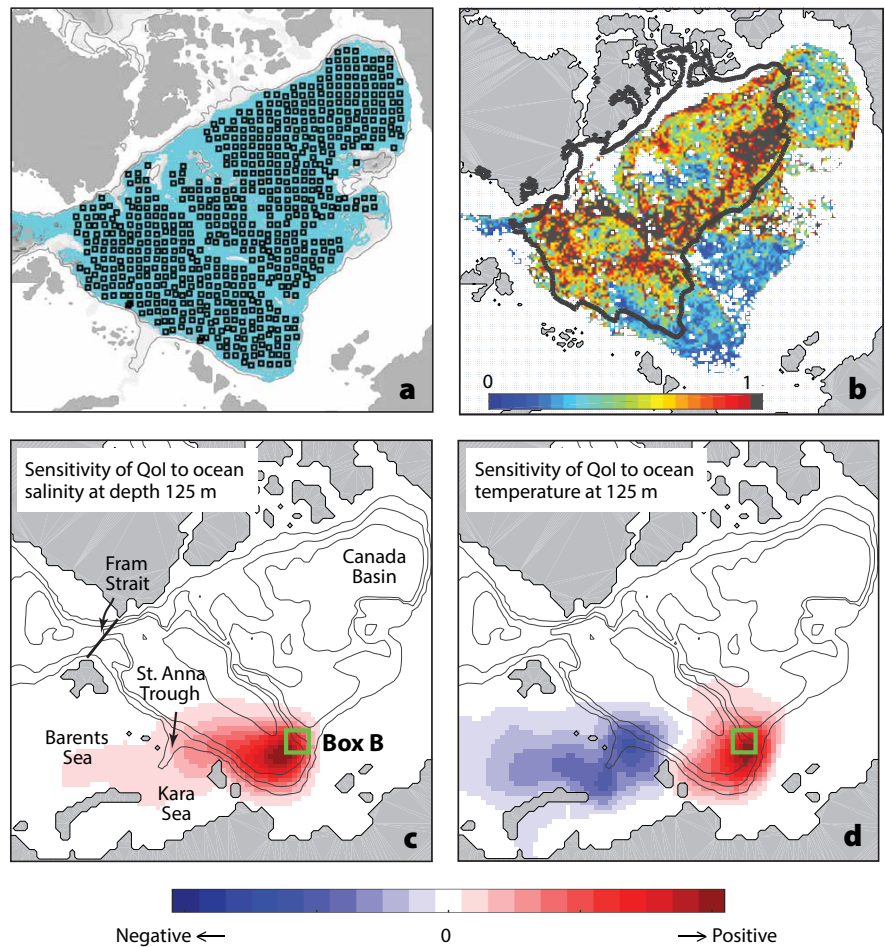 a
0
1
b
Sensitivity of QoI to ocean
salinity at depth 125 m
Fram
Strait
Canada
Basin
St. Anna
Trough
Barents
Sea
Box B
Kara
Sea
c
Sensitivity of QoI to ocean
temperature at 125 m
d
Negative ← 0 → Positive